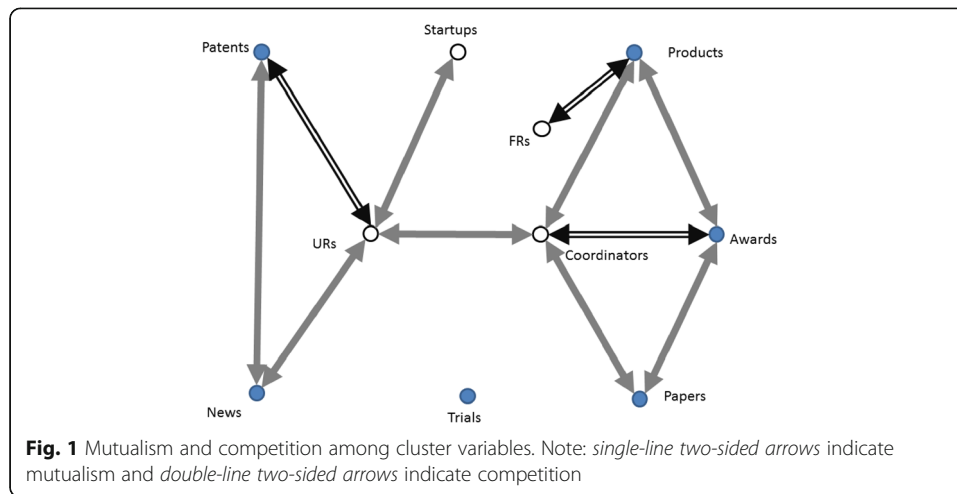 Startups
Patents
Products
FRs
URs
Coordinators
Awards
News
Trials
Papers
Fig. 1 Mutualism and competition among cluster variables. Note: single-line two-sided arrows indicate
mutualism and double-line two-sided arrows indicate competition